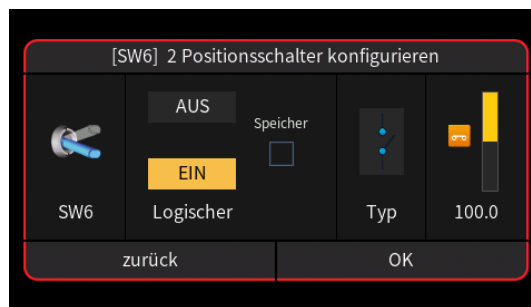 [SW6] 2 Positionsschalter konfigurieren
AUS
Speicher
EIN
SW6
Logischer
Typ
100.0
zurück
OK